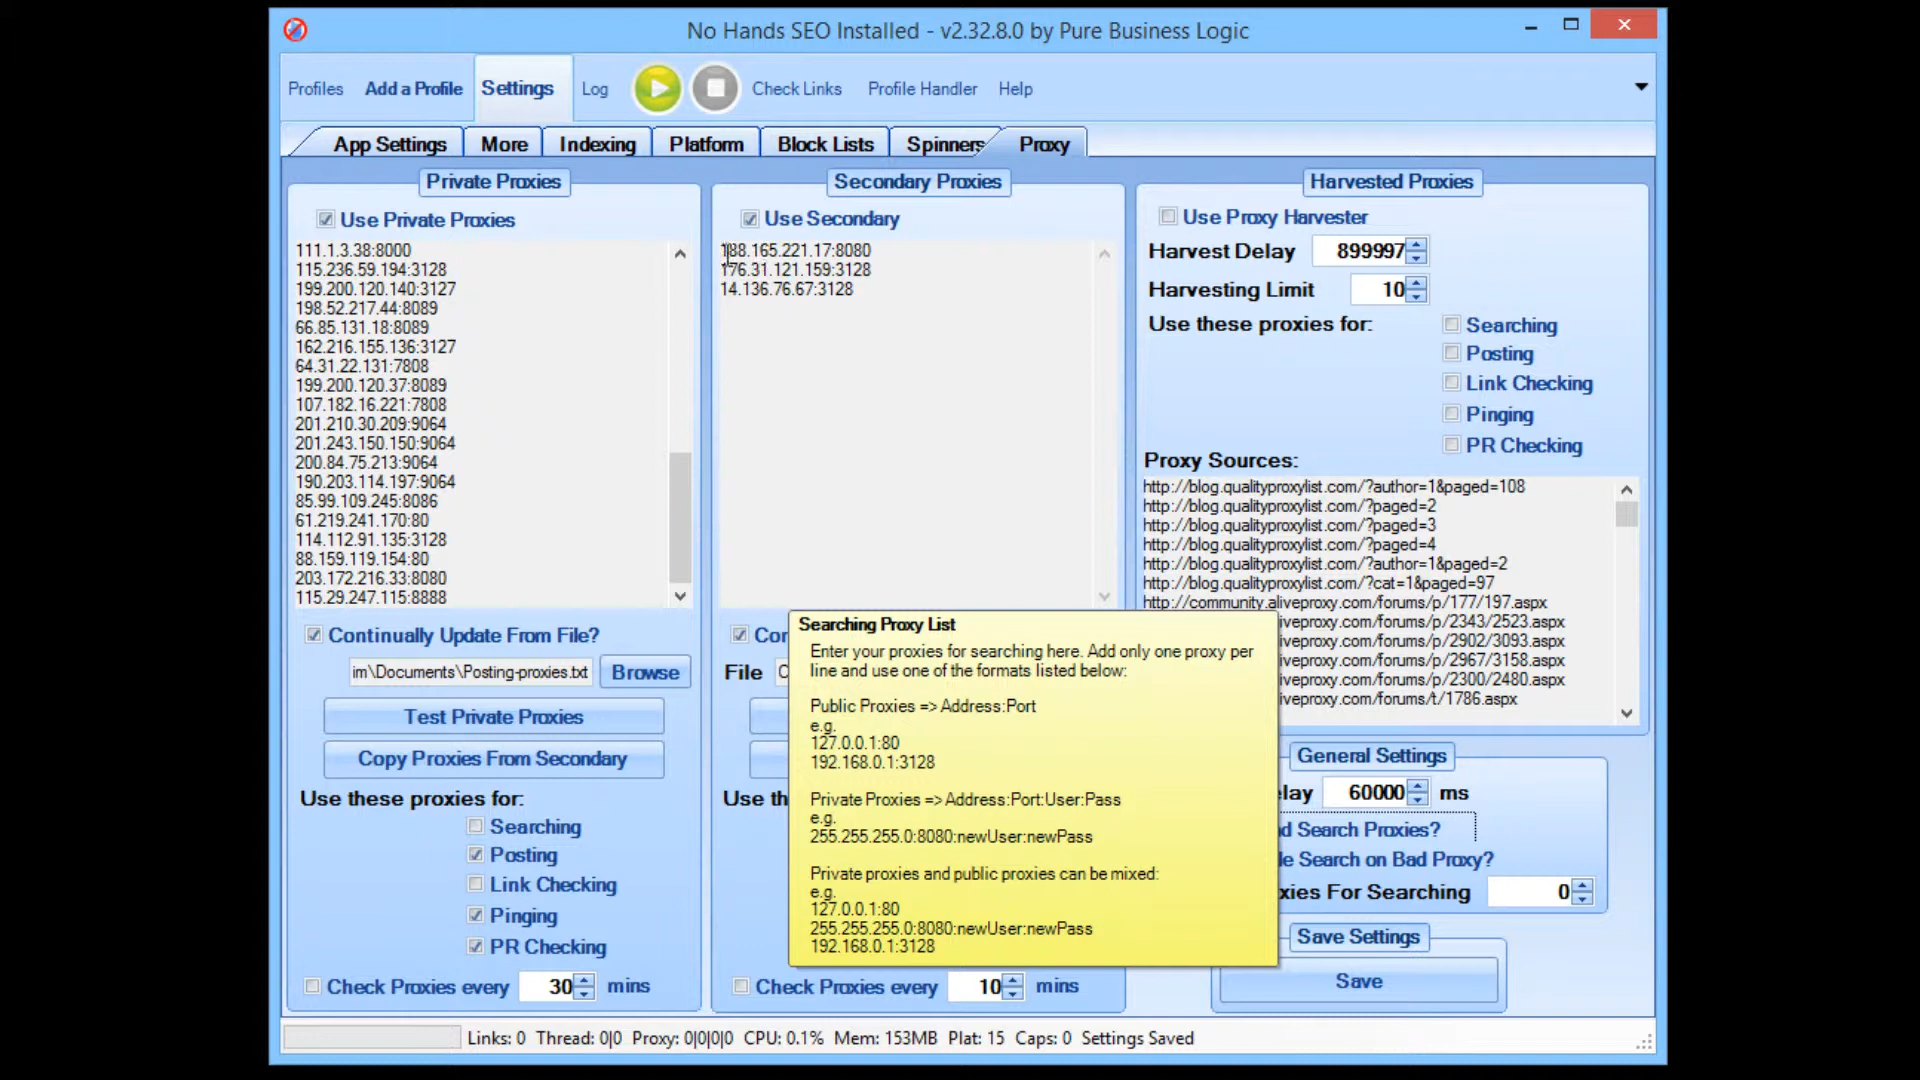 No Hands SEO Installed - v2.32.8.0 by Pure Business Logic
Profiles Add a Profile Settings Log Check Links Profile Handler Help
App Settings More Indexing Platform Block Lists Spinners Proxy
Private Proxies
Use Private Proxies
111.1.3.38:8000
115.236.59.194:3128
199.200.120.140:3127
198.52.217.44:8089
66.85.131.18:8089
162.216.155.136:3127
64.31.22.131:7808
199.200.120.37:8089
107.182.16.221:7808
201.210.30.209:9064
201.243.150.150:9064
200.84.75.213:9064
190.203.114.197:9064
85.99.109.245:8086
61.219.241.170:80
114.112.91.135:3128
88.159.119.154:80
203.172.216.33:8080
115.29.247.115:8888
Continually Update From File?
im\Documents\Posting-proxies.txt Browse
Test Private Proxies
Copy Proxies From Secondary
Use these proxies for:
Searching
Posting
Link Checking
Pinging
PR Checking
Check Proxies every 30 mins
Secondary Proxies
Use Secondary
188.165.221.17:8080
176.31.121.159:3128
14.136.76.67:3128
Con
File
Use th
Check Proxies every 10 mins
Searching Proxy List
Enter your proxies for searching here. Add only one proxy per
line and use one of the formats listed below:
Public Proxies => Address:Port
e.g.
127.0.0.1:80
192.168.0.1:3128
Private Proxies => Address:Port:User:Pass
e.g.
255.255.255.0:8080:newUser:newPass
Private proxies and public proxies can be mixed:
e.g.
127.0.0.1:80
255.255.255.0:8080:newUser:newPass
192.168.0.1:3128
Harvested Proxies
Use Proxy Harvester
Harvest Delay 899997
Harvesting Limit 10
Use these proxies for:
Searching
Posting
Link Checking
Pinging
PR Checking
Proxy Sources:
http://blog.qualityproxylist.com/?author=1&paged=108
http://blog.qualityproxylist.com/?paged=2
http://blog.qualityproxylist.com/?paged=3
http://blog.qualityproxylist.com/?paged=4
http://blog.qualityproxylist.com/?author=1&paged=2
http://blog.qualityproxylist.com/?cat=1&paged=97
http://community.aliveproxy.com/forums/p/177/197.aspx
iveproxy.com/forums/p/2343/2523.aspx
iveproxy.com/forums/p/2902/3093.aspx
iveproxy.com/forums/p/2967/3158.aspx
iveproxy.com/forums/p/2300/2480.aspx
iveproxy.com/forums/t/1786.aspx
General Settings
lay 60000 ms
d Search Proxies?
le Search on Bad Proxy?
xies For Searching 0
Save Settings
Save
Links: 0 Thread: 0|0 Proxy: 0|0|0|0 CPU: 0.1% Mem: 153MB Plat: 15 Caps: 0 Settings Saved